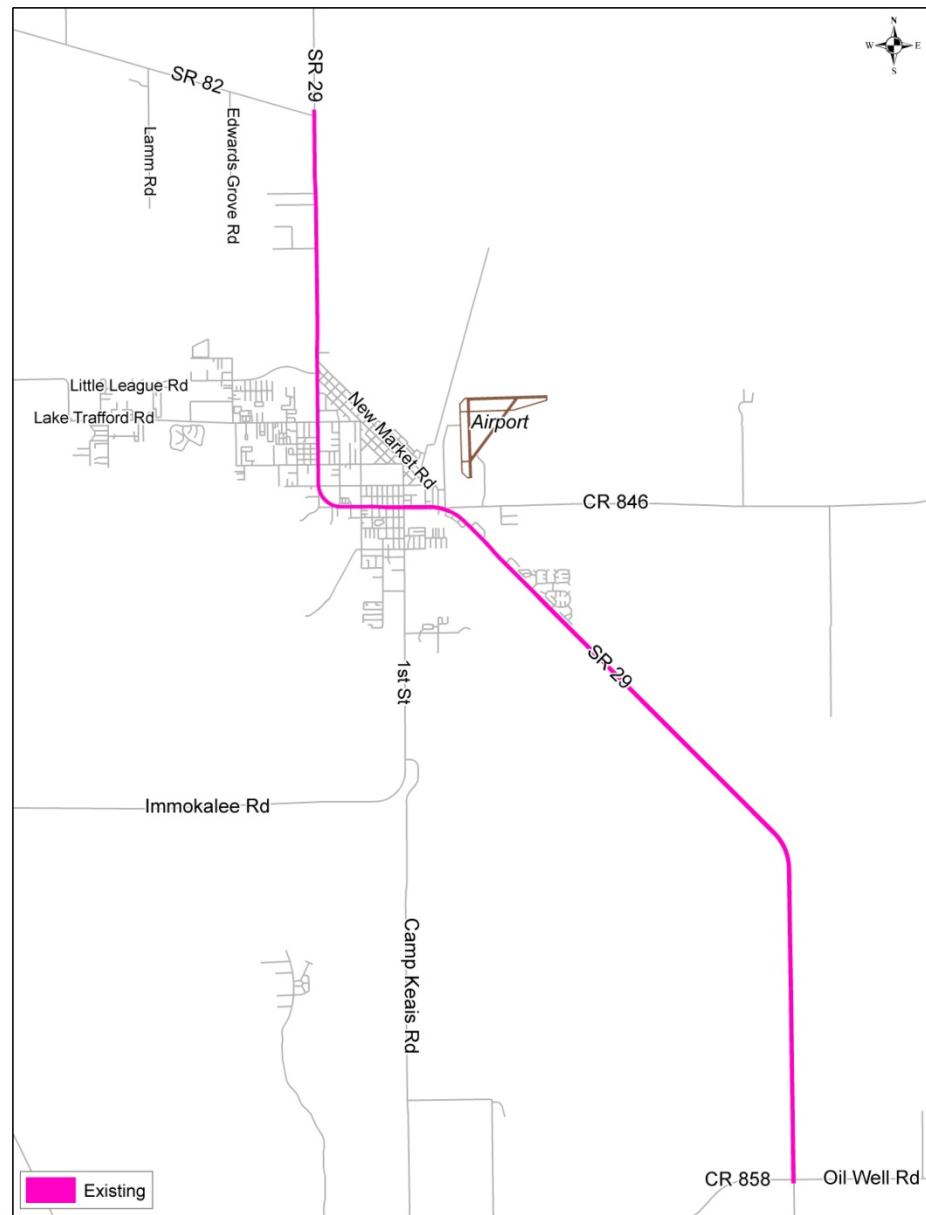 N
W E
S
SR 82
SR 29
Lamm Rd
Edwards Grove Rd
Little League Rd
Lake Trafford Rd
New Market Rd
Airport
CR 846
SR 29
1st St
Immokalee Rd
Camp Keais Rd
CR 858
Oil Well Rd
Existing